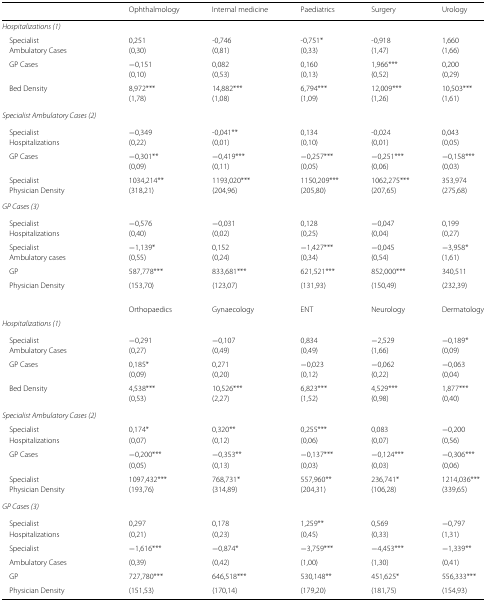 Ophthalmology Internal medicine Paediatrics Surgery Urology
Hospitalizations (1)
Specialist 0,251 -0,746 -0,751* -0,918 1,660
Ambulatory Cases (0,30) (0,81) (0,33) (1,47) (1,66)
GP Cases −0,151 0,082 0,160 1,966*** 0,200
(0,10) (0,53) (0,13) (0,52) (0,29)
Bed Density 8,972*** 14,882*** 6,794*** 12,009*** 10,503***
(1,78) (1,08) (1,09) (1,26) (1,61)
Specialist Ambulatory Cases (2)
Specialist −0,349 -0,041** 0,134 -0,024 0,043
Hospitalizations (0,22) (0,01) (0,10) (0,01) (0,05)
GP Cases −0,301** −0,419*** −0,257*** −0,251*** −0,158***
(0,09) (0,11) (0,05) (0,06) (0,03)
Specialist 1034,214** 1193,020*** 1150,209*** 1062,275*** 353,974
Physician Density (318,21) (204,96) (205,80) (207,65) (275,68)
GP Cases (3)
Specialist −0,576 −0,031 0,128 −0,047 0,199
Hospitalizations (0,40) (0,02) (0,25) (0,04) (0,27)
Specialist −1,139* 0,152 −1,427*** −0,045 −3,958*
Ambulatory cases (0,55) (0,24) (0,34) (0,54) (1,61)
GP 587,778*** 833,681*** 621,521*** 852,000*** 340,511
Physician Density (153,70) (123,07) (131,93) (150,49) (232,39)
Orthopaedics Gynaecology ENT Neurology Dermatology
Hospitalizations (1)
Specialist −0,291 −0,107 0,834 −2,529 −0,189*
Ambulatory Cases (0,27) (0,49) (0,49) (1,66) (0,09)
GP Cases 0,185* 0,271 −0,023 −0,062 −0,063
(0,09) (0,20) (0,12) (0,22) (0,04)
Bed Density 4,538*** 10,526*** 6,823*** 4,529*** 1,877***
(0,53) (2,27) (1,52) (0,98) (0,40)
Specialist Ambulatory Cases (2)
Specialist 0,174* 0,320** 0,255*** 0,083 −0,200
Hospitalizations (0,07) (0,12) (0,06) (0,07) (0,56)
GP Cases −0,200*** −0,353** −0,137*** −0,124*** −0,306***
(0,05) (0,13) (0,03) (0,03) (0,06)
Specialist 1097,432*** 768,731* 557,960** 236,741* 1214,036***
Physician Density (193,76) (314,89) (204,31) (106,28) (339,65)
GP Cases (3)
Specialist 0,297 0,178 1,259** 0,569 −0,797
Hospitalizations (0,21) (0,23) (0,45) (0,33) (1,31)
Specialist −1,616*** −0,874* −3,759*** −4,453*** −1,339**
Ambulatory Cases (0,39) (0,42) (1,00) (1,30) (0,41)
GP 727,780*** 646,518*** 530,148** 451,625* 556,333***
Physician Density (151,53) (170,14) (179,20) (181,75) (154,93)